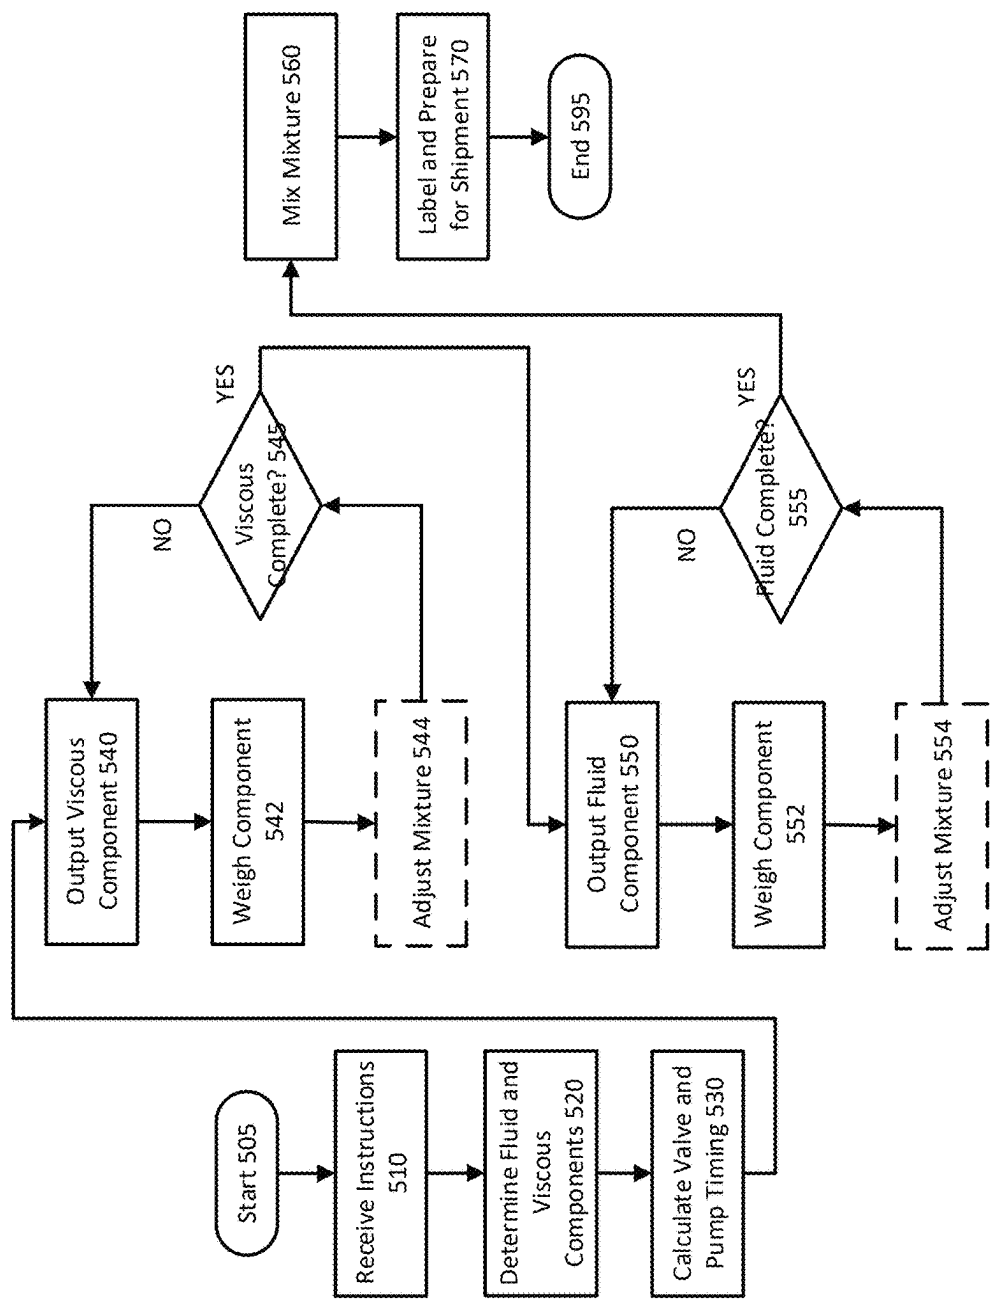 Start 505
Receive Instructions
510
Determine Fluid and
Viscous
Components 520
Calculate Valve and
Pump Timing 530
Output Viscous
Component 540
Weigh Component
542
Adjust Mixture 544
Viscous
Complete? 545
NO
YES
Output Fluid
Component 550
Weigh Component
552
Adjust Mixture 554
Fluid Complete?
555
NO
YES
Mix Mixture 560
Label and Prepare
for Shipment 570
End 595